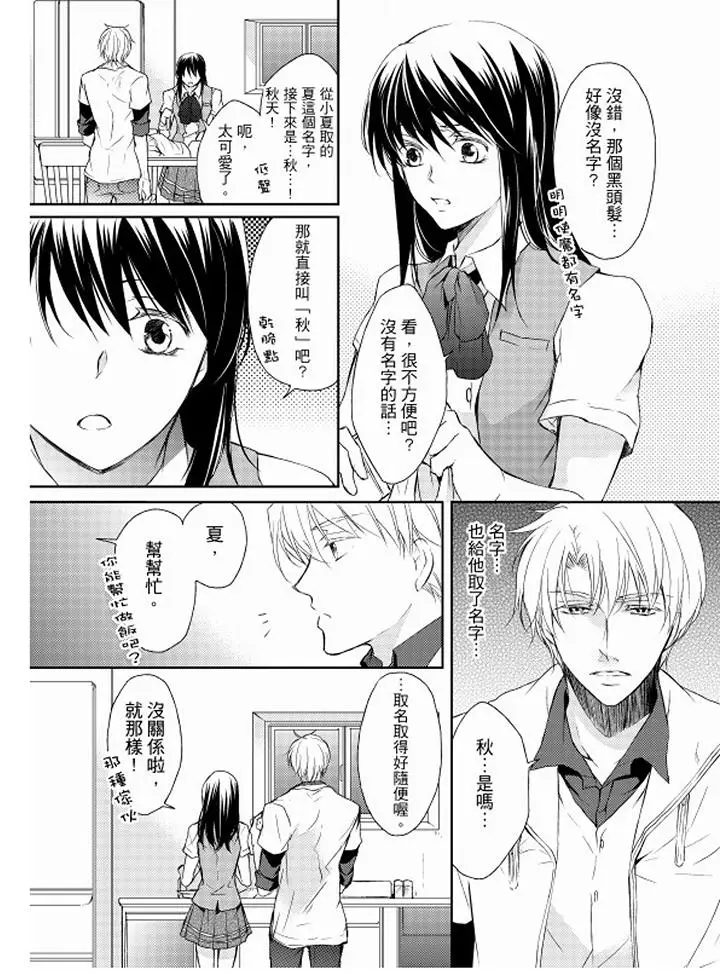 沒錯，那個黑頭髮…
好像沒名字？
明明使魔都有名字
看，很不方便吧？
沒有名字的話…
從小夏取的
夏這個名字，
接下來是…秋…！
秋天！
呃，
太可愛了。
低聲
那就直接叫「秋」吧？
乾脆點
名字…
也給他取了名字…
秋…是嗎…
夏，
幫幫忙。
你能幫忙做飯吧？
…取名取得好隨便喔。
沒關係啦，
就那樣！
那種傢伙